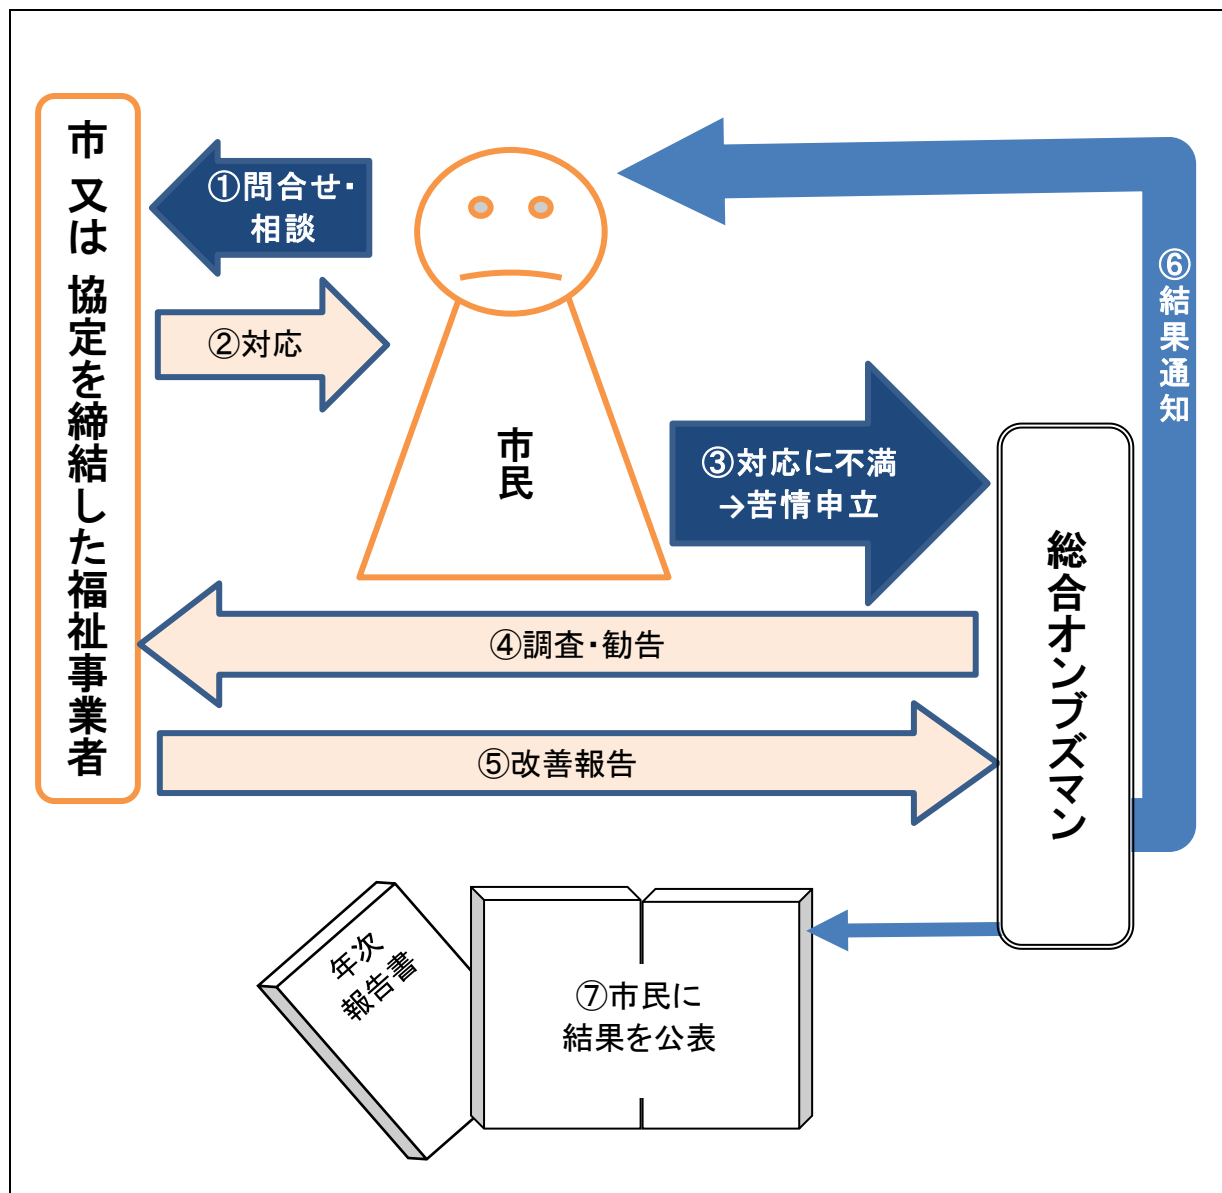 市 又は 協定を締結した福祉事業者
①問合せ・
相談
②対応
市民
③対応に不満
→苦情申立
④調査・勧告
⑤改善報告
⑥結果通知
総合オンブズマン
年次
報告書
⑦市民に
結果を公表